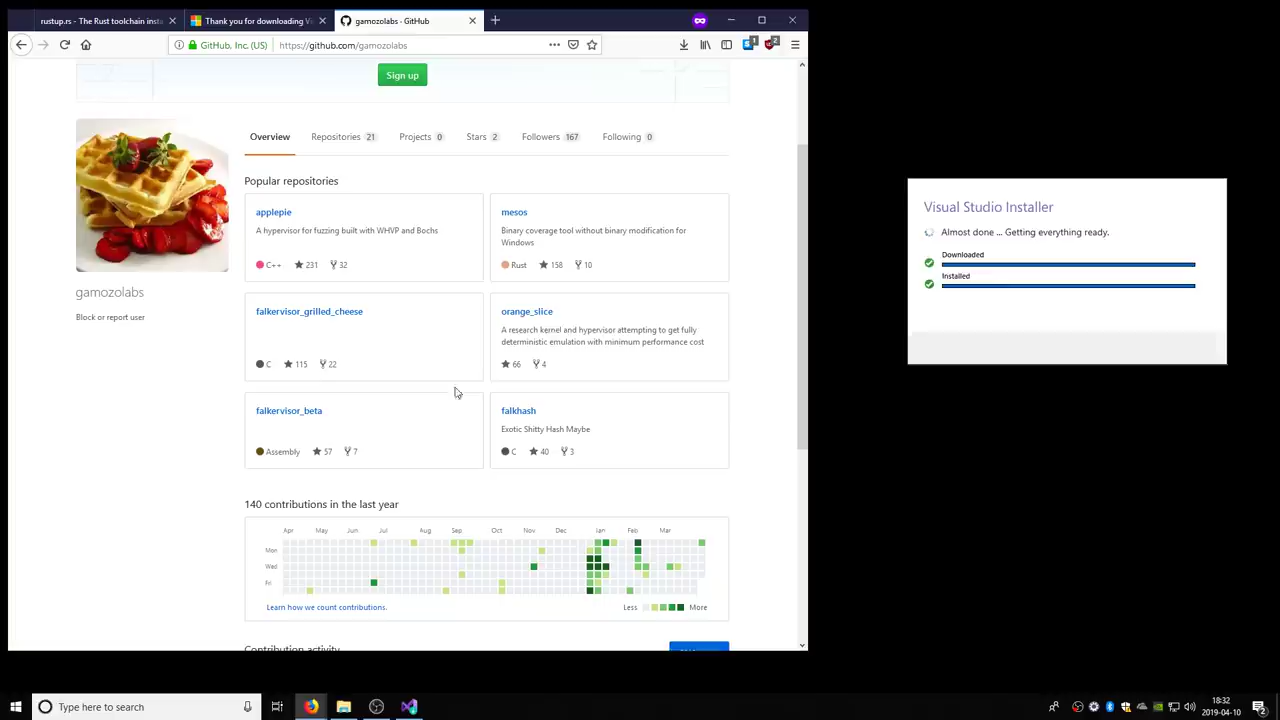 rustup.rs - The Rust toolchain insta
Thank you for downloading Vi
gamozolabs · GitHub
GitHub, Inc. (US)
https://github.com/gamozolabs
1
2
Sign up
Overview
Repositories 21
Projects 0
Stars 2
Followers 167
Following 0
Popular repositories
gamozolabs
Block or report user
applepie
A hypervisor for fuzzing built with WHVP and Bochs
C++ 231 32
mesos
Binary coverage tool without binary modification for
Windows
Rust 158 10
falkervisor_grilled_cheese
C 115 22
orange_slice
A research kernel and hypervisor attempting to get fully
deterministic emulation with minimum performance cost
66 4
falkervisor_beta
Assembly 57 7
falkhash
Exotic Shitty Hash Maybe
C 40 3
140 contributions in the last year
Apr May Jun Jul Aug Sep Oct Nov Dec Jan Feb Mar
Mon
Wed
Fri
Learn how we count contributions.
Less More
Contribution activity
Visual Studio Installer
Almost done ... Getting everything ready.
Downloaded
Installed
Type here to search
18:32
2019-04-10
2